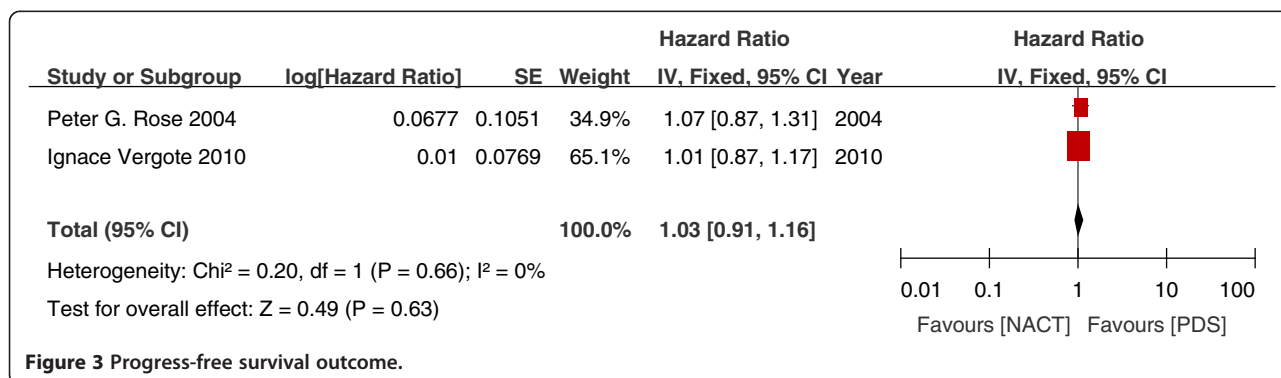 Hazard Ratio Hazard Ratio
Study or Subgroup log[Hazard Ratio] SE Weight IV, Fixed, 95% CI Year IV, Fixed, 95% CI
Peter G. Rose 2004 0.0677 0.1051 34.9% 1.07 [0.87, 1.31] 2004
Ignace Vergote 2010 0.01 0.0769 65.1% 1.01 [0.87, 1.17] 2010
Total (95% CI) 100.0% 1.03 [0.91, 1.16]
Heterogeneity: Chi² = 0.20, df = 1 (P = 0.66); I² = 0%
Test for overall effect: Z = 0.49 (P = 0.63)
0.01 0.1 1 10 100
Favours [NACT] Favours [PDS]
Figure 3 Progress-free survival outcome.